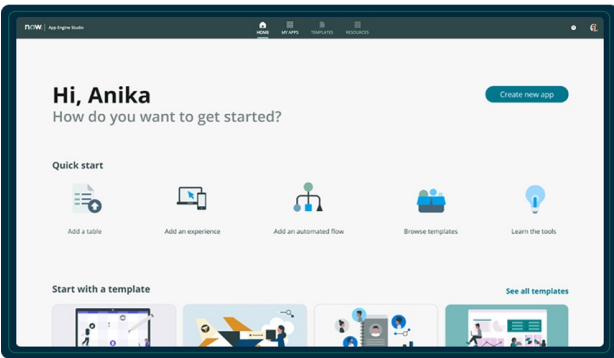 now. | App Engine Studio
HOME MY APPS TEMPLATES RESOURCES
Hi, Anika
How do you want to get started?
Create new app
Quick start
Add a table Add an experience Add an automated flow Browse templates Learn the tools
Start with a template
See all templates